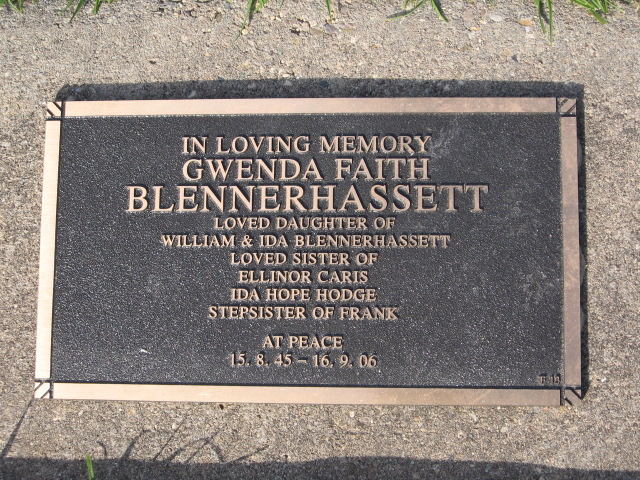 IN LOVING MEMORY
GWENDA FAITH
BLENNERHASSETT
LOVED DAUGHTER OF
WILLIAM & IDA BLENNERHASSETT
LOVED SISTER OF
ELLINOR CARIS
IDA HOPE HODGE
STEPSISTER OF FRANK
AT PEACE
15. 8. 45 – 16. 9. 06